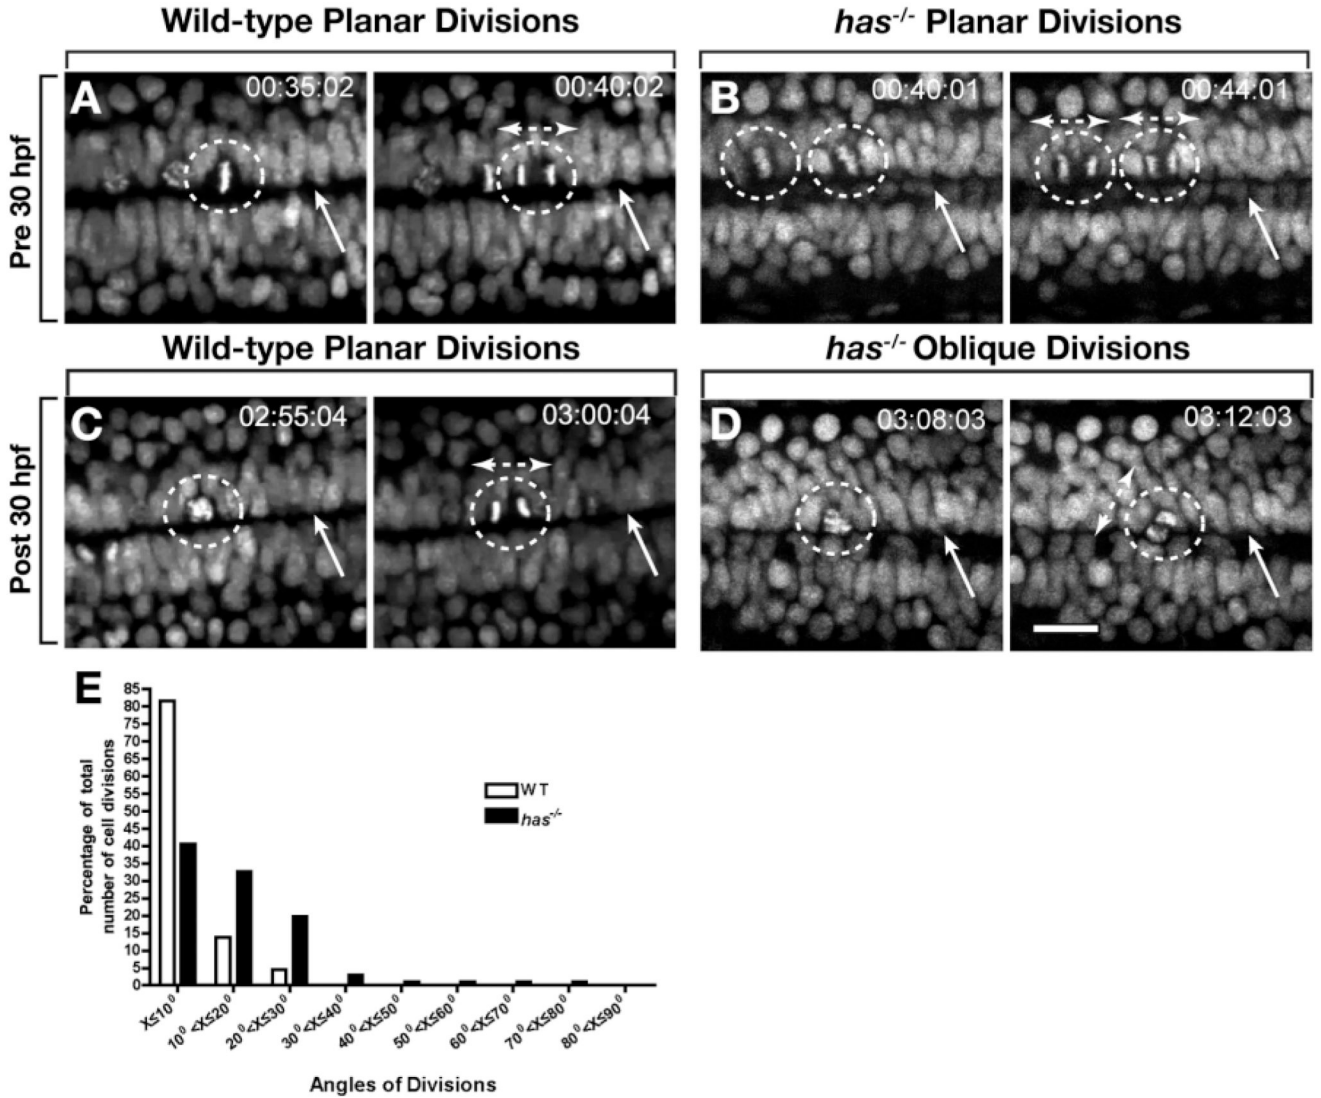 Wild-type Planar Divisions
has-/- Planar Divisions
Pre 30 hpf
A
00:35:02
00:40:02
B
00:40:01
00:44:01
Wild-type Planar Divisions
has-/- Oblique Divisions
Post 30 hpf
C
02:55:04
03:00:04
D
03:08:03
03:12:03
E
Percentage of total
number of cell divisions
85
80
75
70
65
60
55
50
45
40
35
30
25
20
15
10
5
0
WT
has-/-
X≤10⁰
10⁰<X≤20⁰
20⁰<X≤30⁰
30⁰<X≤40⁰
40⁰<X≤50⁰
50⁰<X≤60⁰
60⁰<X≤70⁰
70⁰<X≤80⁰
80⁰<X≤90⁰
Angles of Divisions